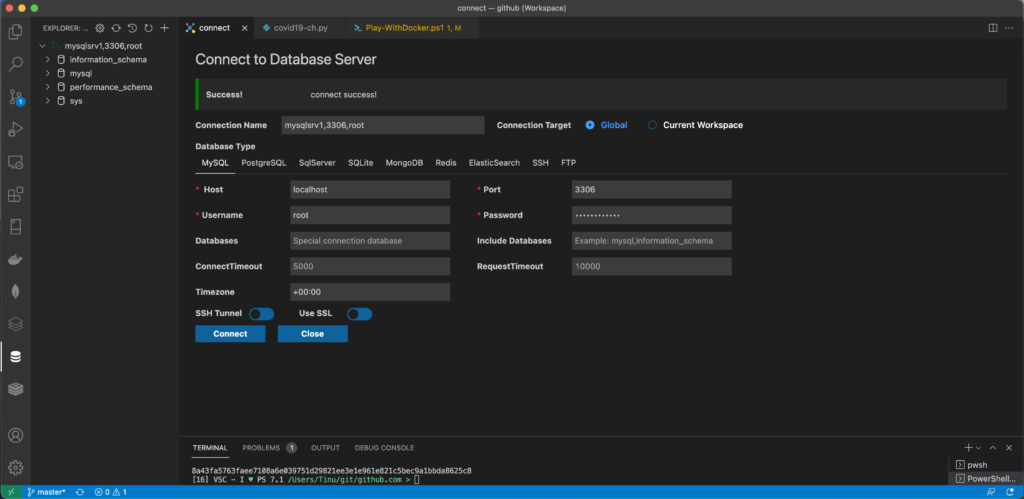 connect — github (Workspace)
EXPLORER: ...
connect
covid19-ch.py
Play-WithDocker.ps1 1, M
mysqlsrv1,3306,root
information_schema
mysql
performance_schema
sys
Connect to Database Server
Success! connect success!
Connection Name mysqlsrv1,3306,root Connection Target Global Current Workspace
Database Type
MySQL PostgreSQL SqlServer SQLite MongoDB Redis ElasticSearch SSH FTP
* Host localhost * Port 3306
* Username root * Password ••••••••••••
Databases Special connection database Include Databases Example: mysql,information_schema
ConnectTimeout 5000 RequestTimeout 10000
Timezone +00:00
SSH Tunnel Use SSL
Connect Close
1
TERMINAL PROBLEMS 1 OUTPUT DEBUG CONSOLE
8a43fa5763faee7108a6e039751d29821ee3e1e961e821c5bec9a1bbda8625c8
[16] VSC - I ♥ PS 7.1 /Users/Tinu/git/github.com >
pwsh
PowerShell...
master* 0 1